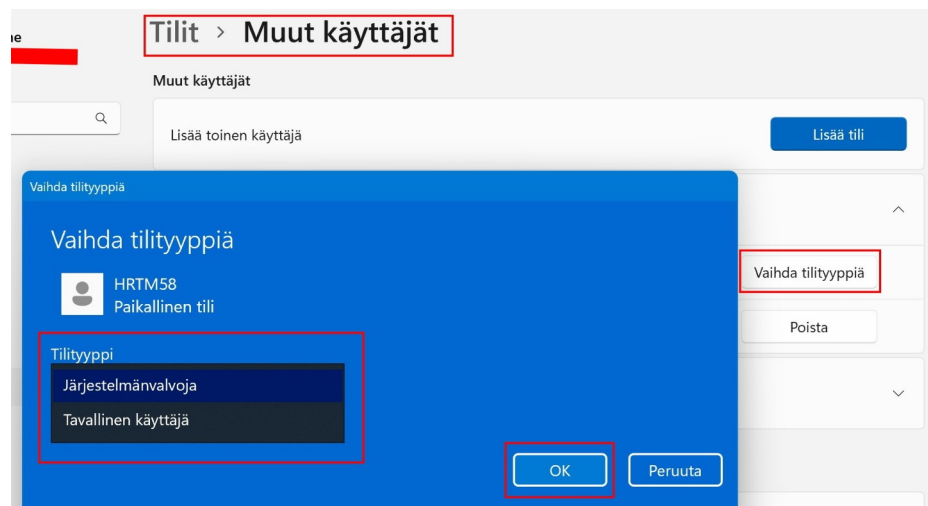 ne
Tilit > Muut käyttäjät
Muut käyttäjät
Lisää toinen käyttäjä
Lisää tili
Vaihda tilityyppiä
Vaihda tilityyppiä
HRTM58
Paikallinen tili
Vaihda tilityyppiä
Poista
Tilityyppi
Järjestelmänvalvoja
Tavallinen käyttäjä
OK
Peruuta